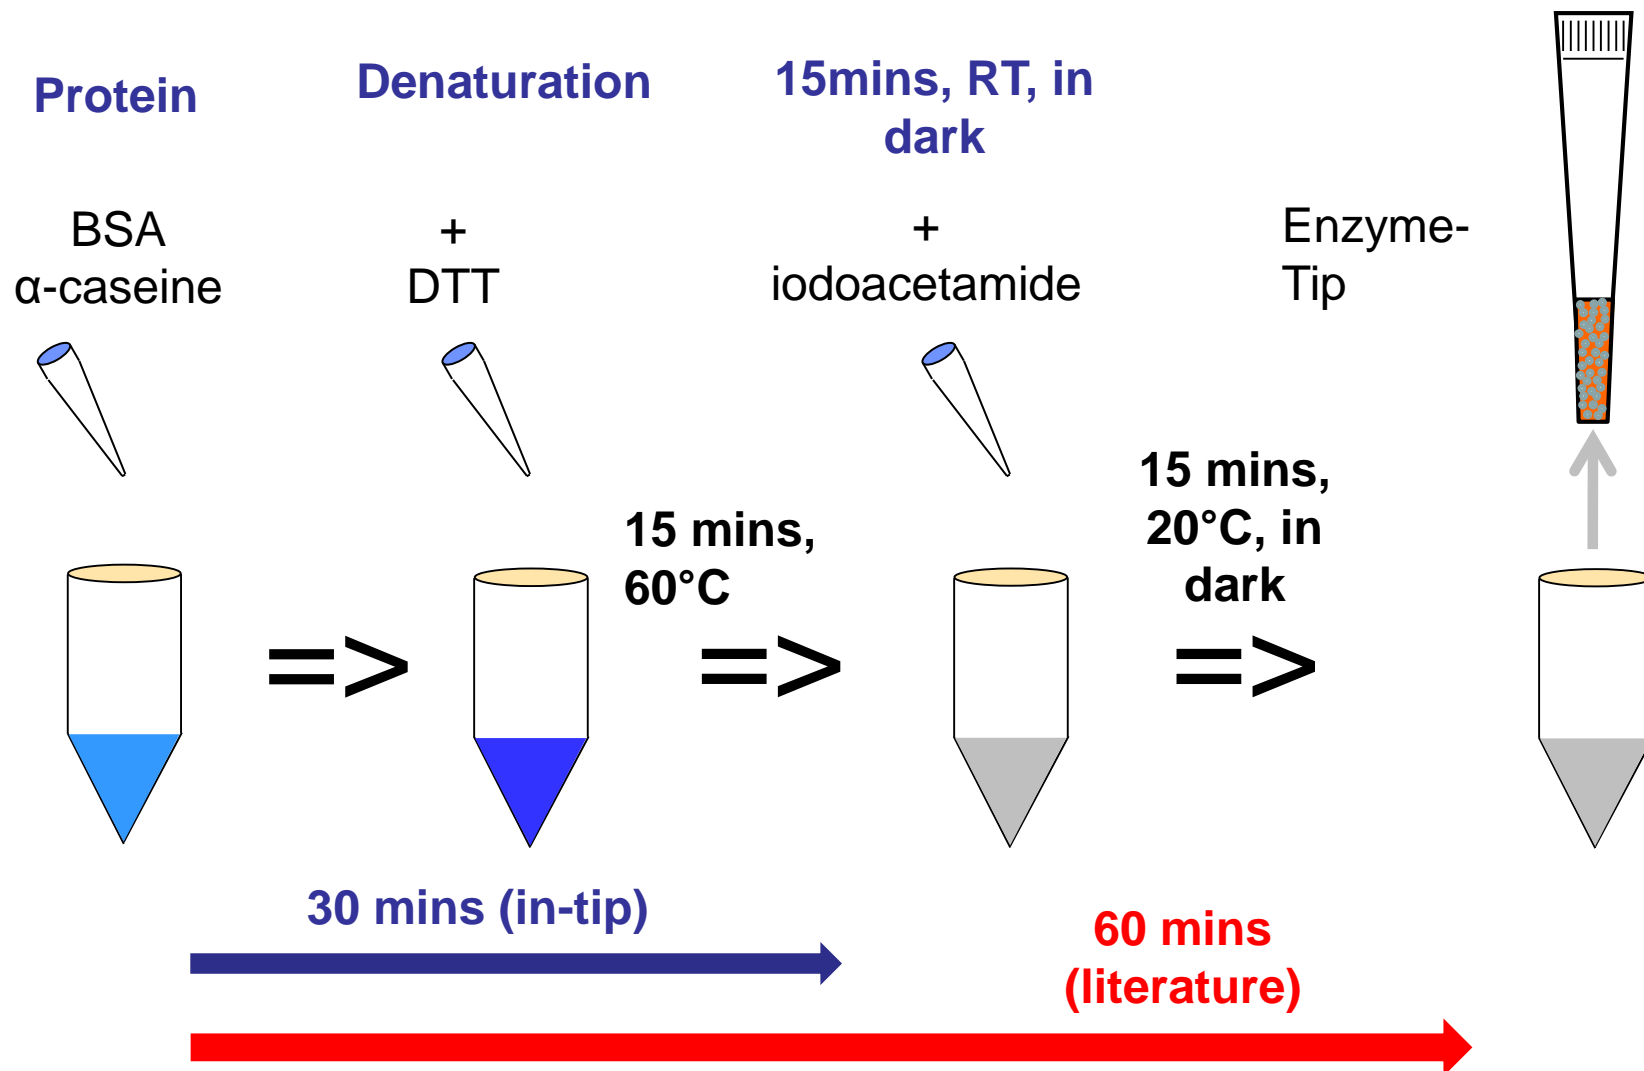 Protein
Denaturation
15mins, RT, in
dark
BSA
α-caseine
+
DTT
+
iodoacetamide
Enzyme-
Tip
15 mins,
60°C
15 mins,
20°C, in
dark
=>
=>
=>
30 mins (in-tip)
60 mins
(literature)